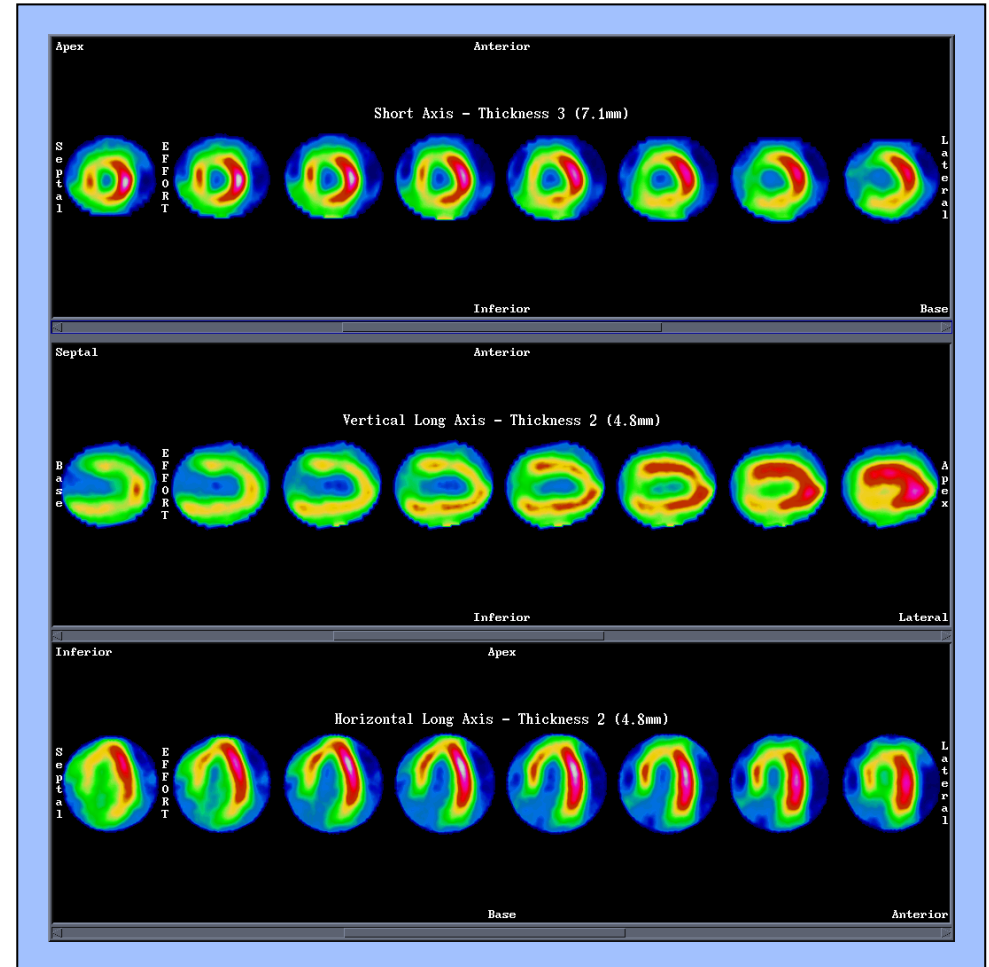 Apex Anterior
Short Axis - Thickness 3 (7.1mm)
Septal
EFFORT
Lateral
Inferior Base
Septal Anterior
Vertical Long Axis - Thickness 2 (4.8mm)
Base
EFFORT
Apex
Inferior Lateral
Inferior Apex
Horizontal Long Axis - Thickness 2 (4.8mm)
Septal
EFFORT
Lateral
Base Anterior